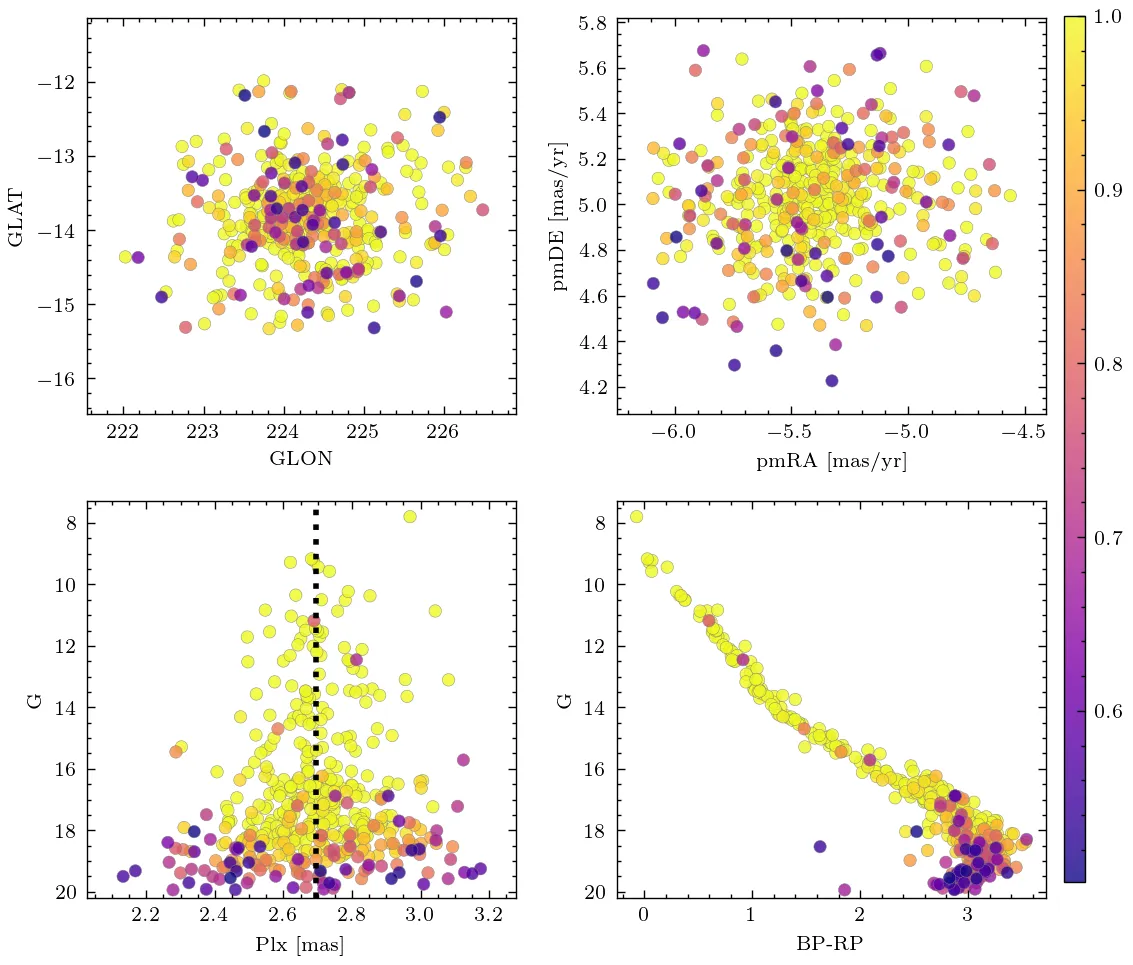 −12
−13
−14
−15
−16
GLAT
222 223 224 225 226
GLON
5.8
5.6
5.4
5.2
5.0
4.8
4.6
4.4
4.2
pmDE [mas/yr]
−6.0 −5.5 −5.0 −4.5
pmRA [mas/yr]
1.0
0.9
0.8
0.7
0.6
8
10
12
14
16
18
20
G
2.2 2.4 2.6 2.8 3.0 3.2
Plx [mas]
8
10
12
14
16
18
20
G
0 1 2 3
BP-RP